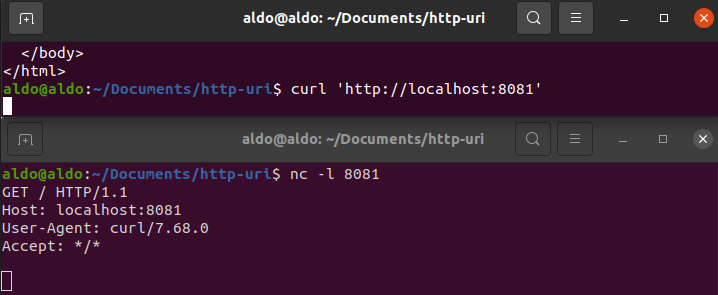 aldo@aldo: ~/Documents/http-uri
  </body>
</html>
aldo@aldo:~/Documents/http-uri$ curl 'http://localhost:8081'
aldo@aldo: ~/Documents/http-uri
aldo@aldo:~/Documents/http-uri$ nc -l 8081
GET / HTTP/1.1
Host: localhost:8081
User-Agent: curl/7.68.0
Accept: */*